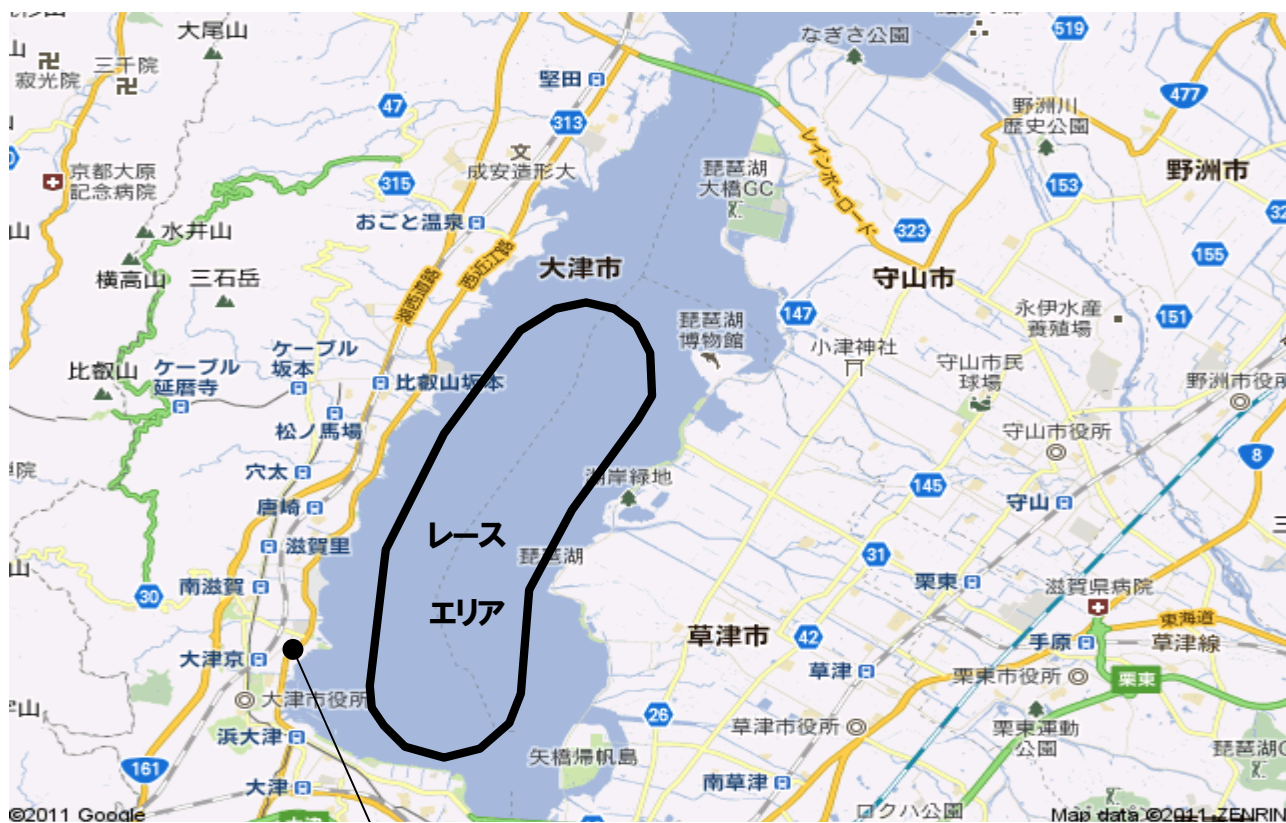 大尾山
なぎさ公園
519
寂光院
三千院
堅田
47
477
313
野洲川
歴史公園
成安造形大
京都大原
記念病院
315
琵琶湖
大橋GC
レインボーロード
153
野洲市
水井山
おごと温泉
323
横高山
三石岳
西近江路
湖西道路
大津市
守山市
155
147
永伊水産
養殖場
151
琵琶湖
博物館
小津神社
比叡山
ケーブル
延暦寺
ケーブル
坂本
比叡山坂本
守山市民
球場
野洲市役所
松ノ馬場
守山市役所
8
穴太
湖岸緑地
145
唐崎
守山
レース
滋賀里
琵琶湖
31
南滋賀
30
エリア
栗東
滋賀県病院
東海道
草津市
42
手原
草津線
大津京
草津
栗東市役所
栗東
大津市役所
26
草津市役所
栗東運動
公園
浜大津
矢橋帰帆島
161
大津
南草津
©2011 Google
ロクハ公園
Map data ©2011 ZENRIN